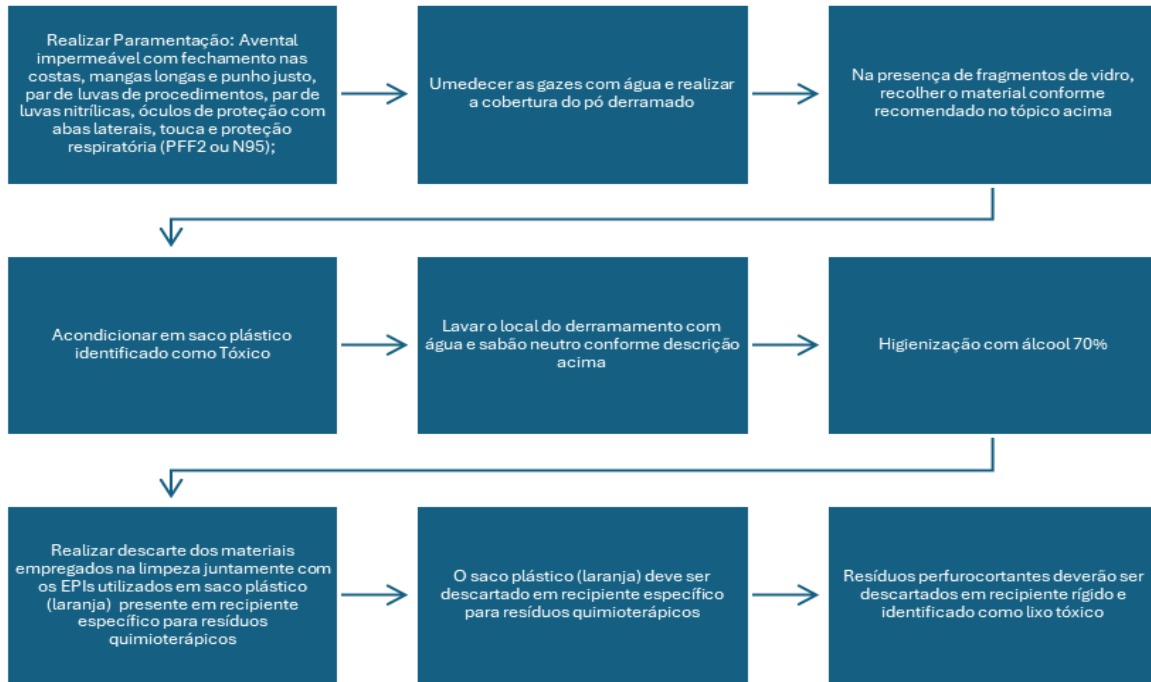 Realizar Paramentação: Avental
impermeável com fechamento nas
costas, mangas longas e punho justo,
par de luvas de procedimentos, par de
luvas nitrílicas, óculos de proteção com
abas laterais, touca e proteção
respiratória (PFF2 ou N95);
Umedecer as gazes com água e realizar
a cobertura do pó derramado
Na presença de fragmentos de vidro,
recolher o material conforme
recomendado no tópico acima
Acondicionar em saco plástico
identificado como Tóxico
Lavar o local do derramamento com
água e sabão neutro conforme descrição
acima
Higienização com álcool 70%
Realizar descarte dos materiais
empregados na limpeza juntamente com
os EPIs utilizados em saco plástico
(laranja) presente em recipiente
específico para resíduos
quimioterápicos
O saco plástico (laranja) deve ser
descartado em recipiente específico
para resíduos quimioterápicos
Resíduos perfurocortantes deverão ser
descartados em recipiente rígido e
identificado como lixo tóxico